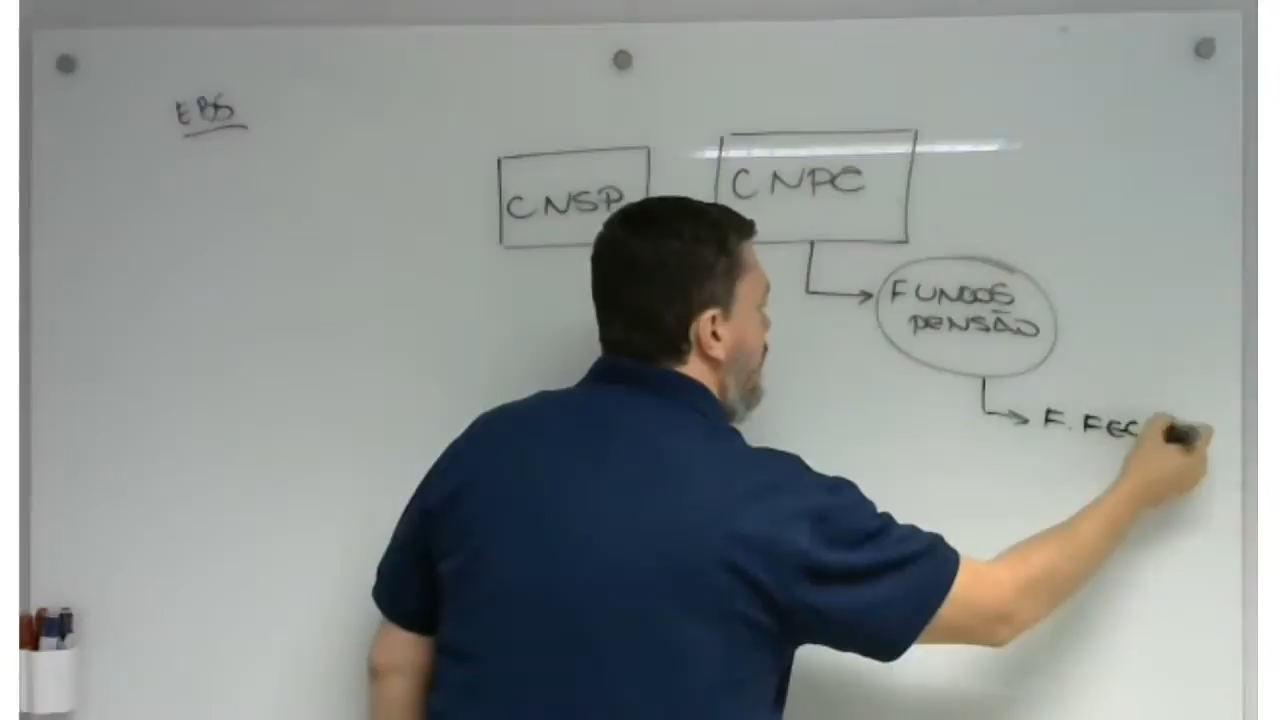 EBS
CNSP
CNPC
FUNDOS
PENSÃO
F. FEC